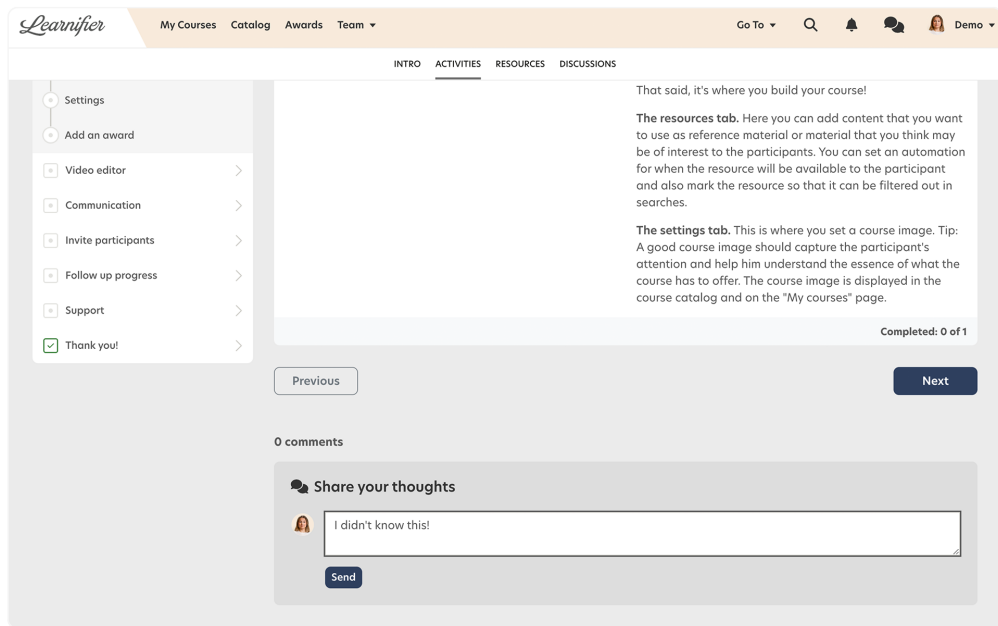 Learnifier
My Courses
Catalog
Awards
Team
Go To
Demo
INTRO
ACTIVITIES
RESOURCES
DISCUSSIONS
Settings
Add an award
Video editor
Communication
Invite participants
Follow up progress
Support
Thank you!
That said, it's where you build your course!
The resources tab. Here you can add content that you want
to use as reference material or material that you think may
be of interest to the participants. You can set an automation
for when the resource will be available to the participant
and also mark the resource so that it can be filtered out in
searches.
The settings tab. This is where you set a course image. Tip:
A good course image should capture the participant's
attention and help him understand the essence of what the
course has to offer. The course image is displayed in the
course catalog and on the "My courses" page.
Completed: 0 of 1
Previous
Next
0 comments
Share your thoughts
I didn't know this!
Send